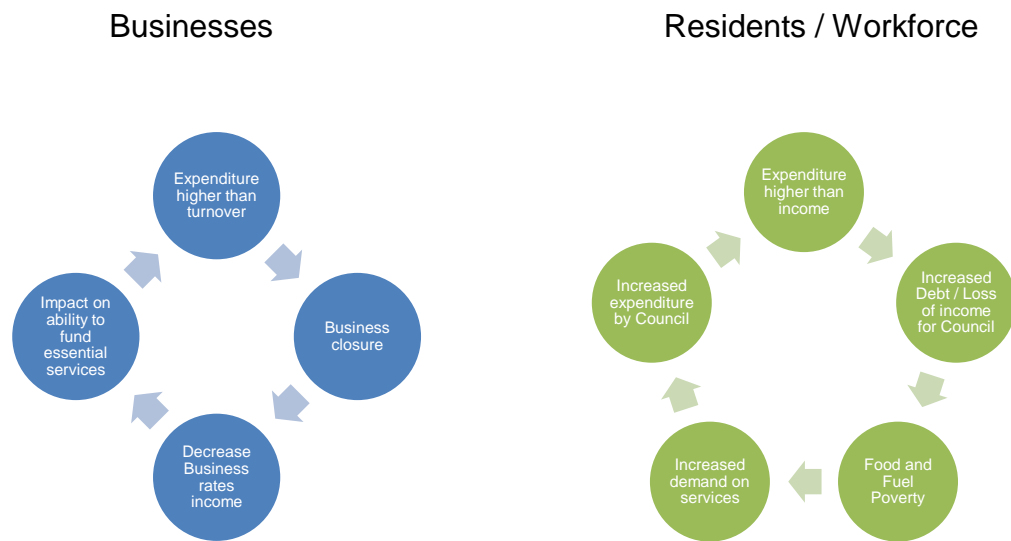 Businesses
Expenditure
higher than
turnover
Business
closure
Decrease
Business
rates
income
Impact on
ability to
fund
essential
services
Residents / Workforce
Expenditure
higher than
income
Increased
Debt / Loss
of income
for Council
Food and
Fuel
Poverty
Increased
demand on
services
Increased
expenditure
by Council